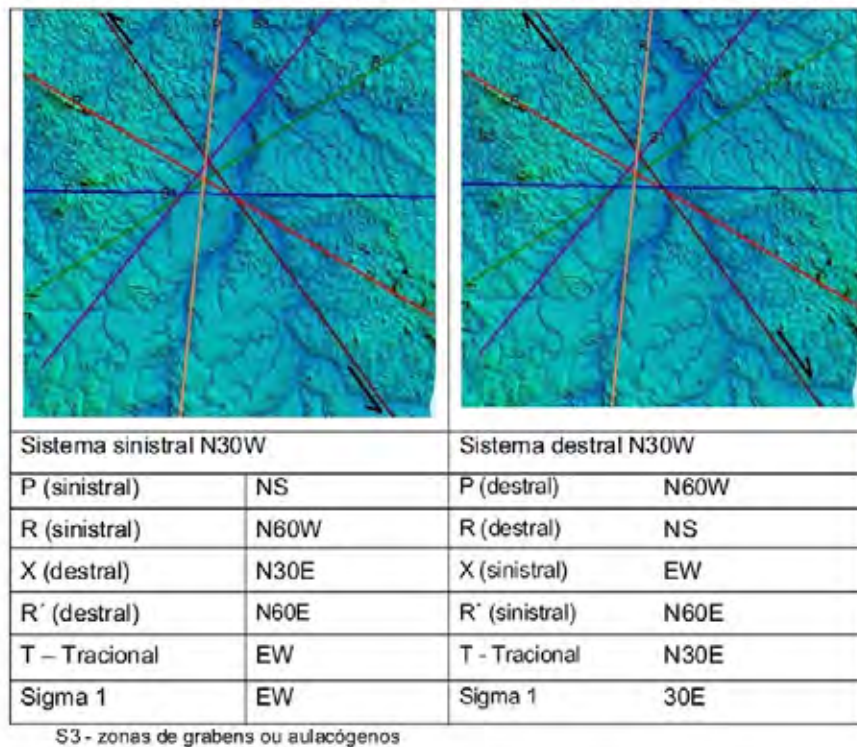 P
R
R'
R
Sistema sinistral N30W Sistema destral N30W
P (sinistral) NS P (destral) N60W
R (sinistral) N60W R (destral) NS
X (destral) N30E X (sinistral) EW
R´ (destral) N60E R´ (sinistral) N60E
T – Tracional EW T - Tracional N30E
Sigma 1 EW Sigma 1 30E
S3 - zonas de grabens ou aulacógenos